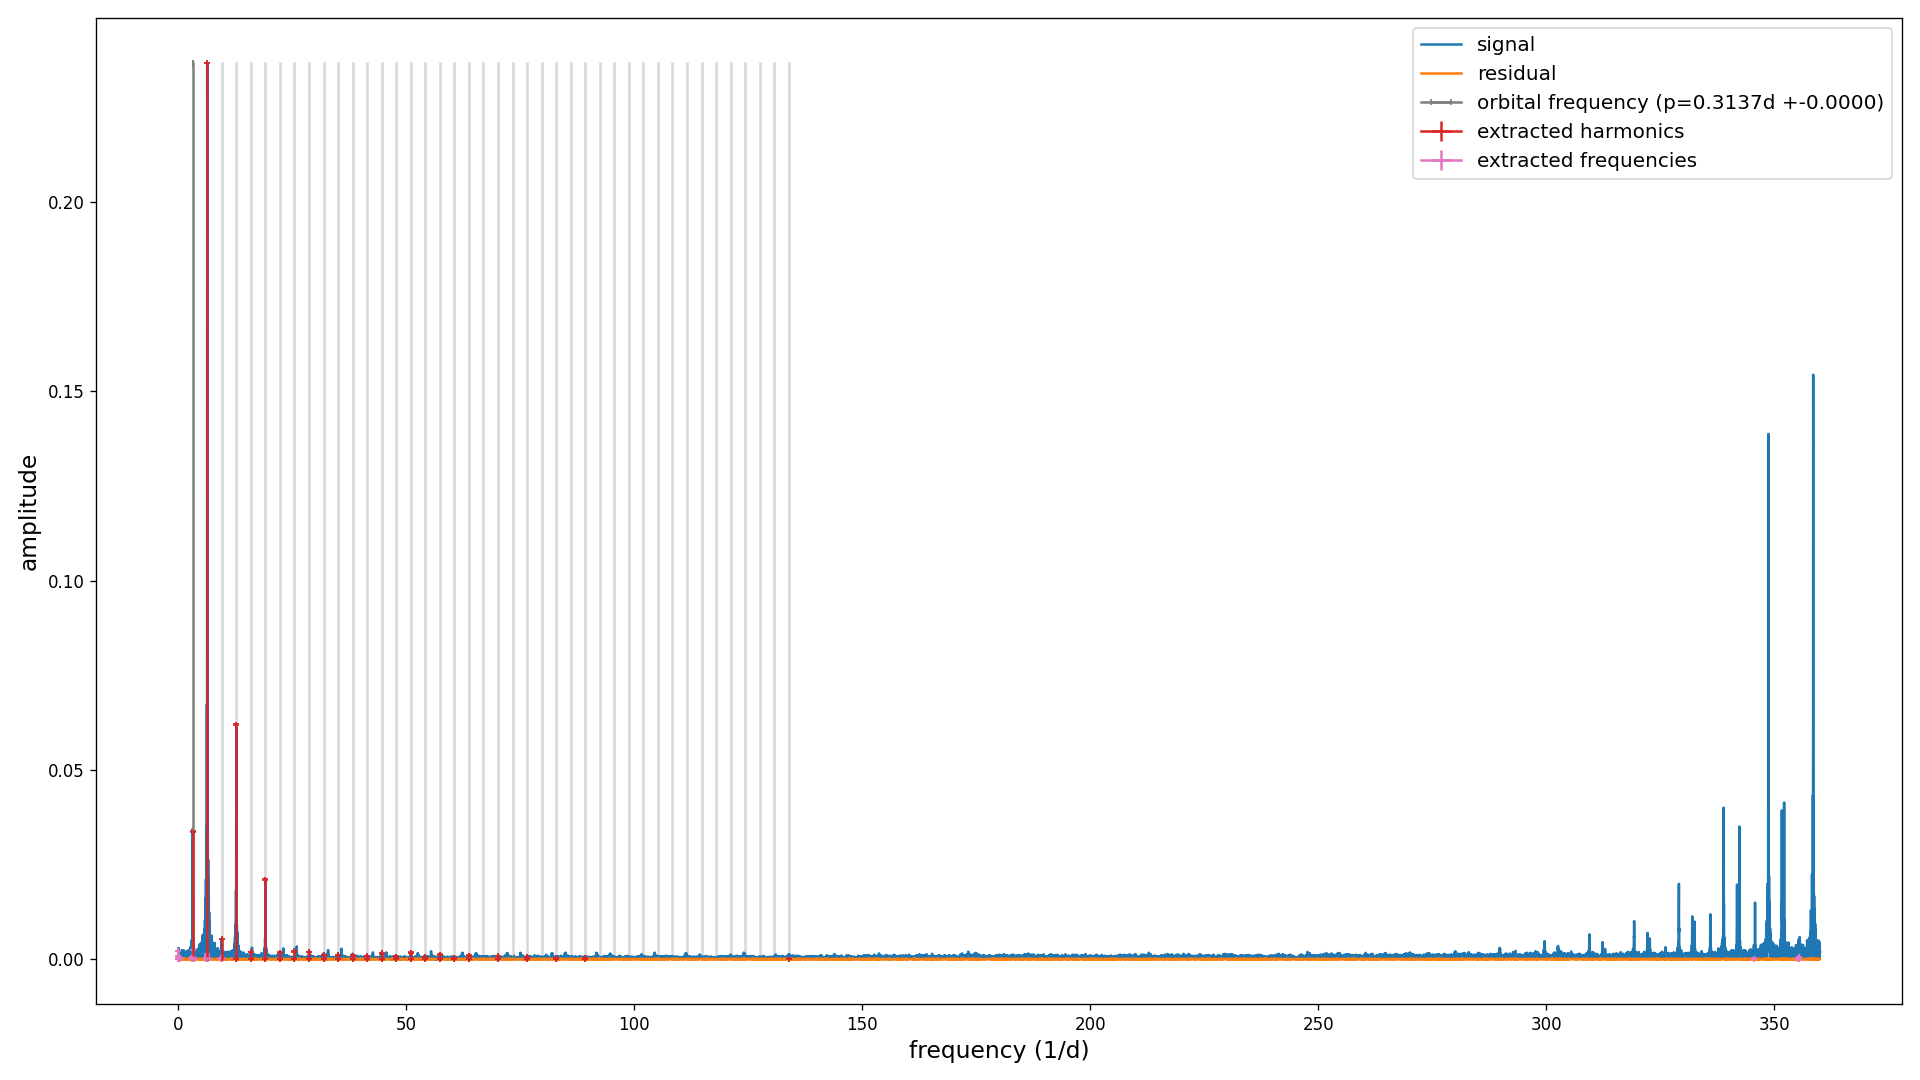 signal
residual
orbital frequency (p=0.3137d +-0.0000)
extracted harmonics
extracted frequencies
amplitude
0.20
0.15
0.10
0.05
0.00
0 50 100 150 200 250 300 350
frequency (1/d)